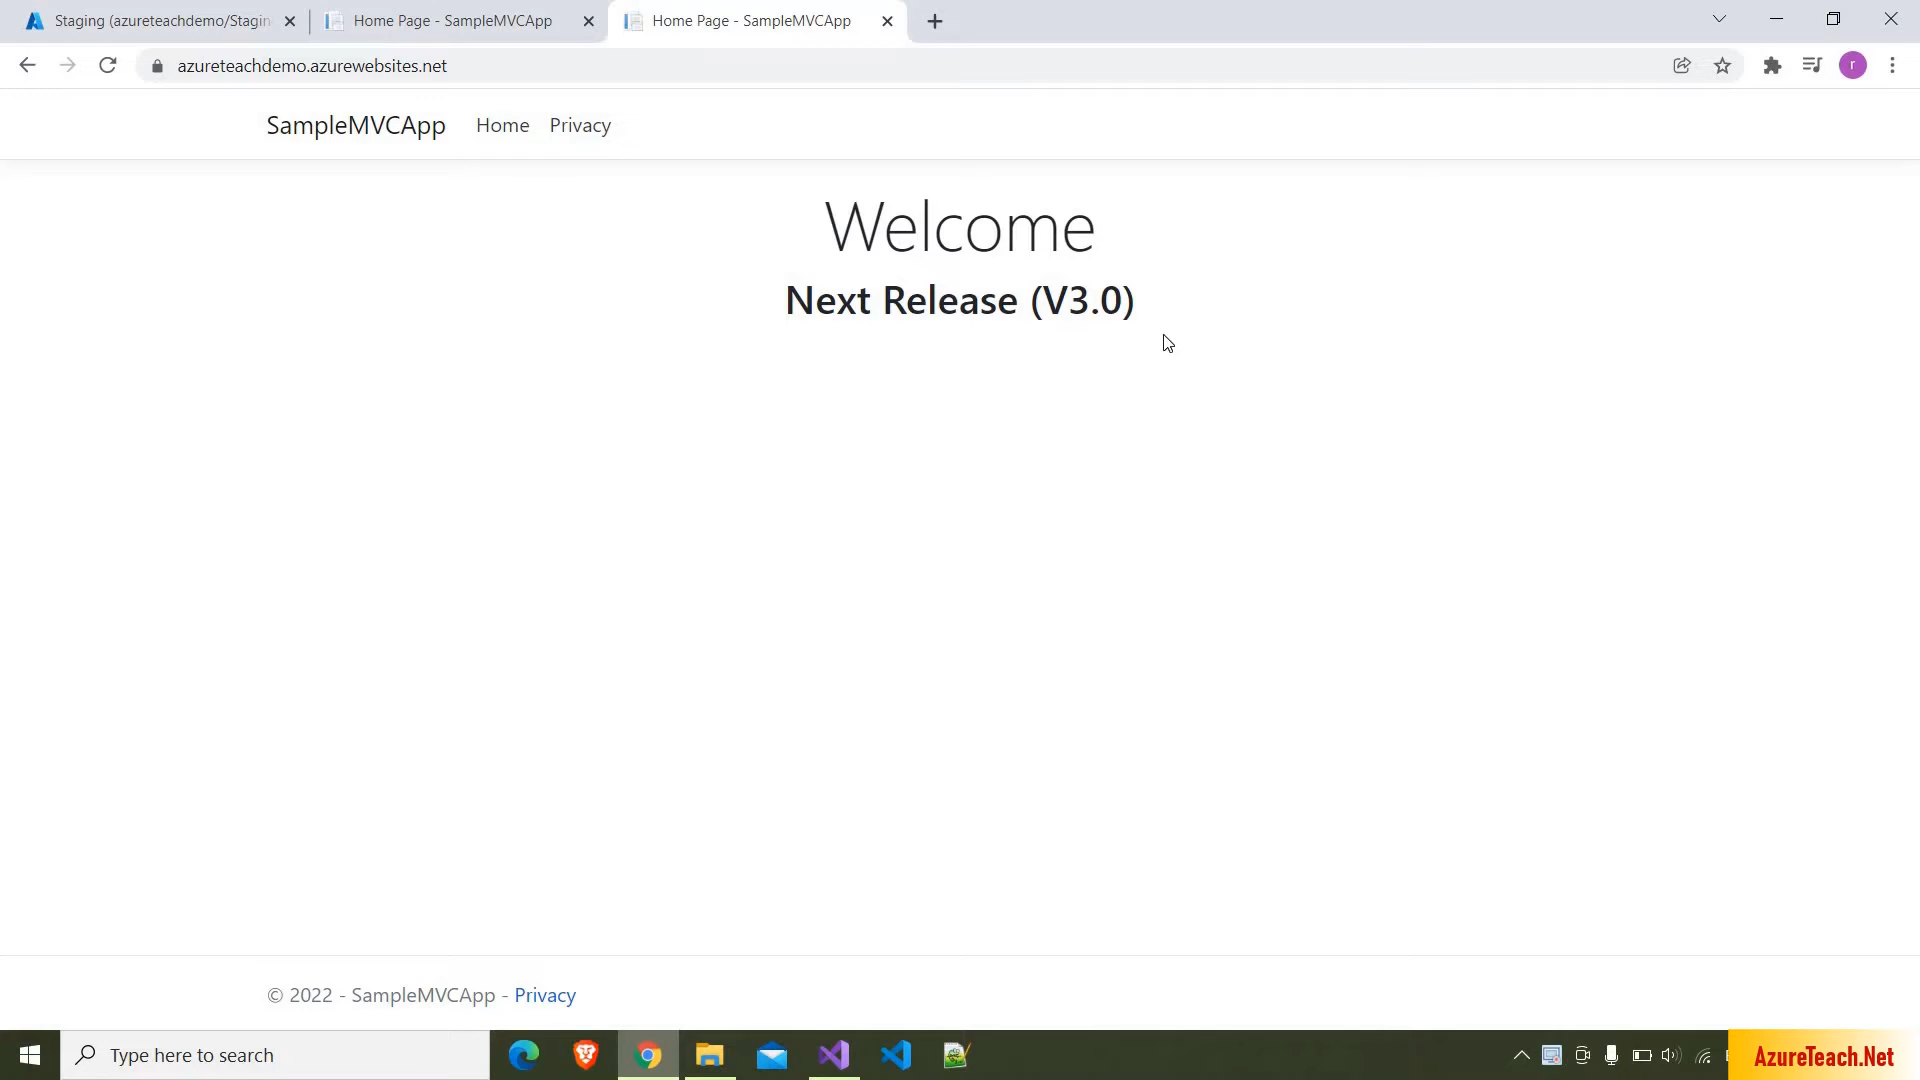 Staging (azureteachdemo/Stagin
Home Page - SampleMVCApp
Home Page - SampleMVCApp
azureteachdemo.azurewebsites.net
r
SampleMVCApp Home Privacy
Welcome
Next Release (V3.0)
© 2022 - SampleMVCApp - Privacy
Type here to search
AzureTeach.Net